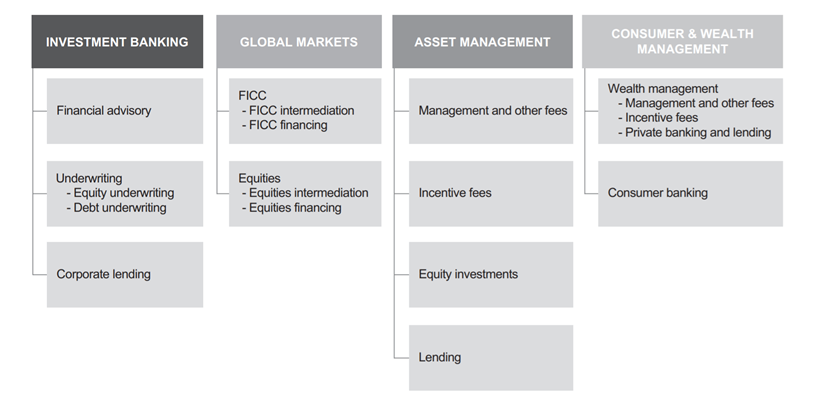 INVESTMENT BANKING
Financial advisory
Underwriting
- Equity underwriting
- Debt underwriting
Corporate lending
GLOBAL MARKETS
FICC
- FICC intermediation
- FICC financing
Equities
- Equities intermediation
- Equities financing
ASSET MANAGEMENT
Management and other fees
Incentive fees
Equity investments
Lending
CONSUMER & WEALTH
MANAGEMENT
Wealth management
- Management and other fees
- Incentive fees
- Private banking and lending
Consumer banking